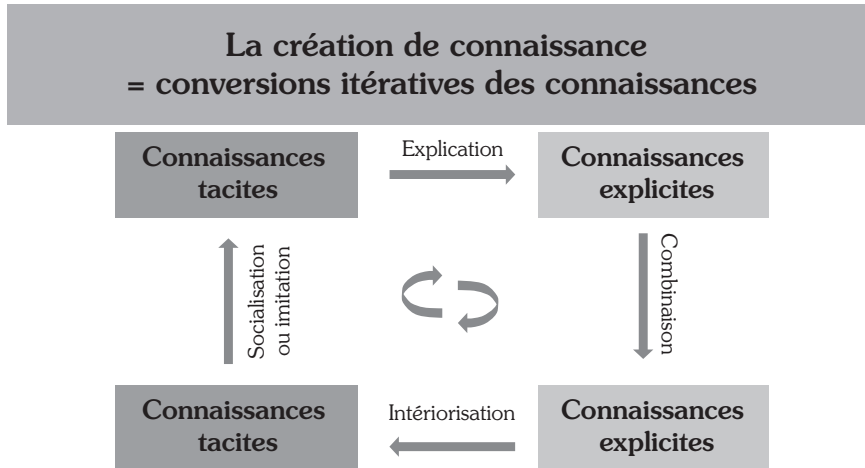 La création de connaissance
= conversions itératives des connaissances
Connaissances
tacites
Explication
Connaissances
explicites
Socialisation
ou imitation
Combinaison
Connaissances
tacites
Intériorisation
Connaissances
explicites